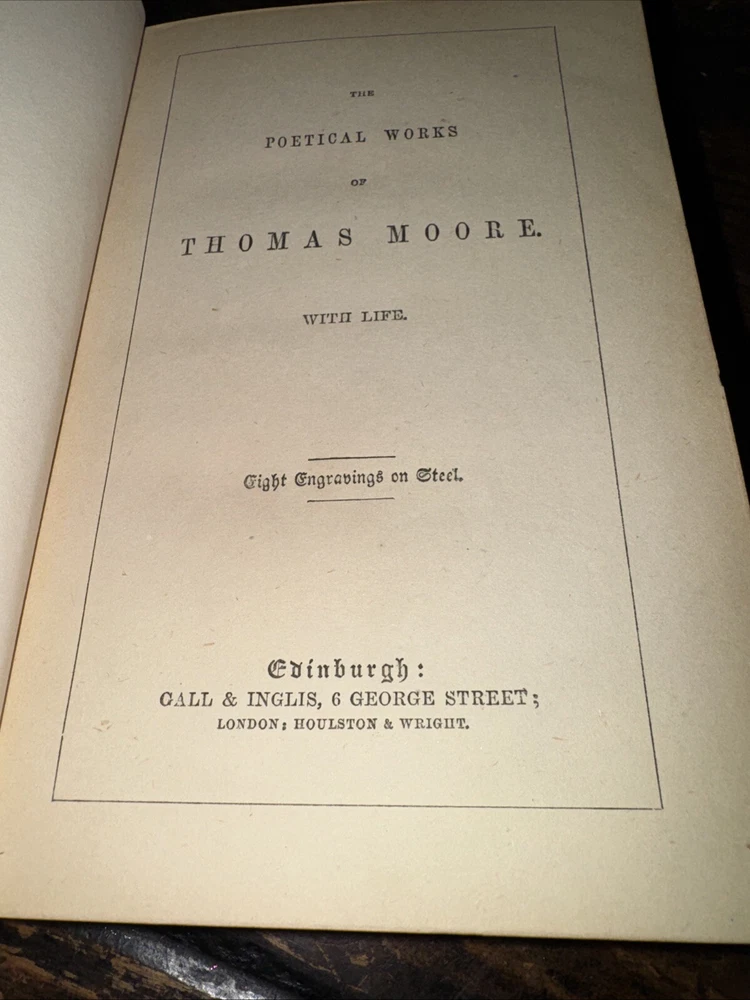 THE
POETICAL WORKS
OF
THOMAS MOORE.
WITH LIFE.
Eight Engravings on Steel.
Edinburgh:
GALL & INGLIS, 6 GEORGE STREET;
LONDON: HOULSTON & WRIGHT.